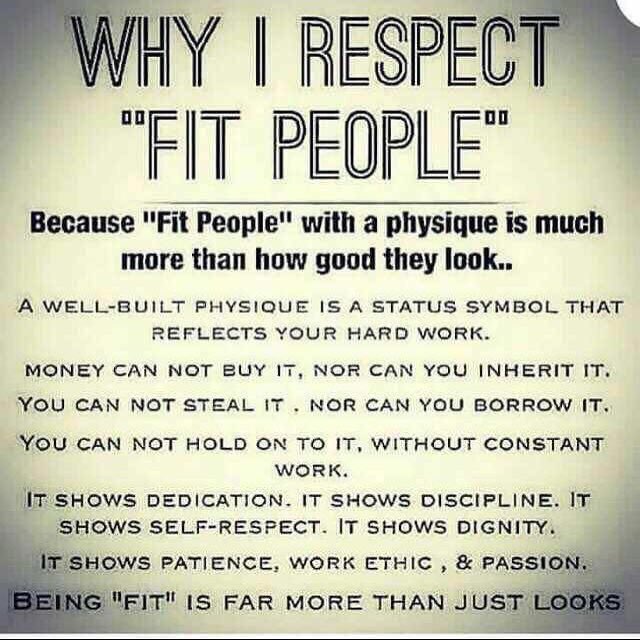 WHY I RESPECT
"FIT PEOPLE"
Because "Fit People" with a physique is much
more than how good they look..
A WELL-BUILT PHYSIQUE IS A STATUS SYMBOL THAT
REFLECTS YOUR HARD WORK.
MONEY CAN NOT BUY IT, NOR CAN YOU INHERIT IT.
YOU CAN NOT STEAL IT . NOR CAN YOU BORROW IT.
YOU CAN NOT HOLD ON TO IT, WITHOUT CONSTANT
WORK.
IT SHOWS DEDICATION. IT SHOWS DISCIPLINE. IT
SHOWS SELF-RESPECT. IT SHOWS DIGNITY.
IT SHOWS PATIENCE, WORK ETHIC , & PASSION.
BEING "FIT" IS FAR MORE THAN JUST LOOKS